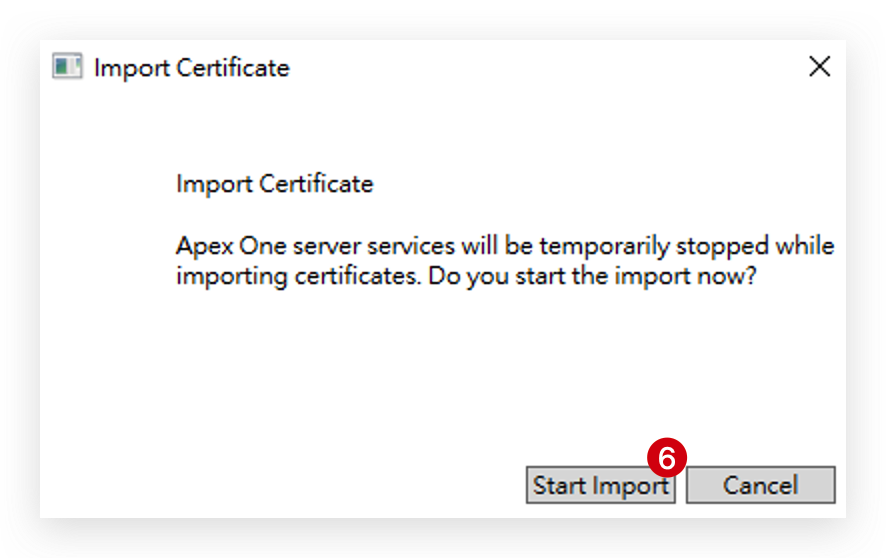 Import Certificate
Import Certificate
Apex One server services will be temporarily stopped while
importing certificates. Do you start the import now?
6
Start Import
Cancel